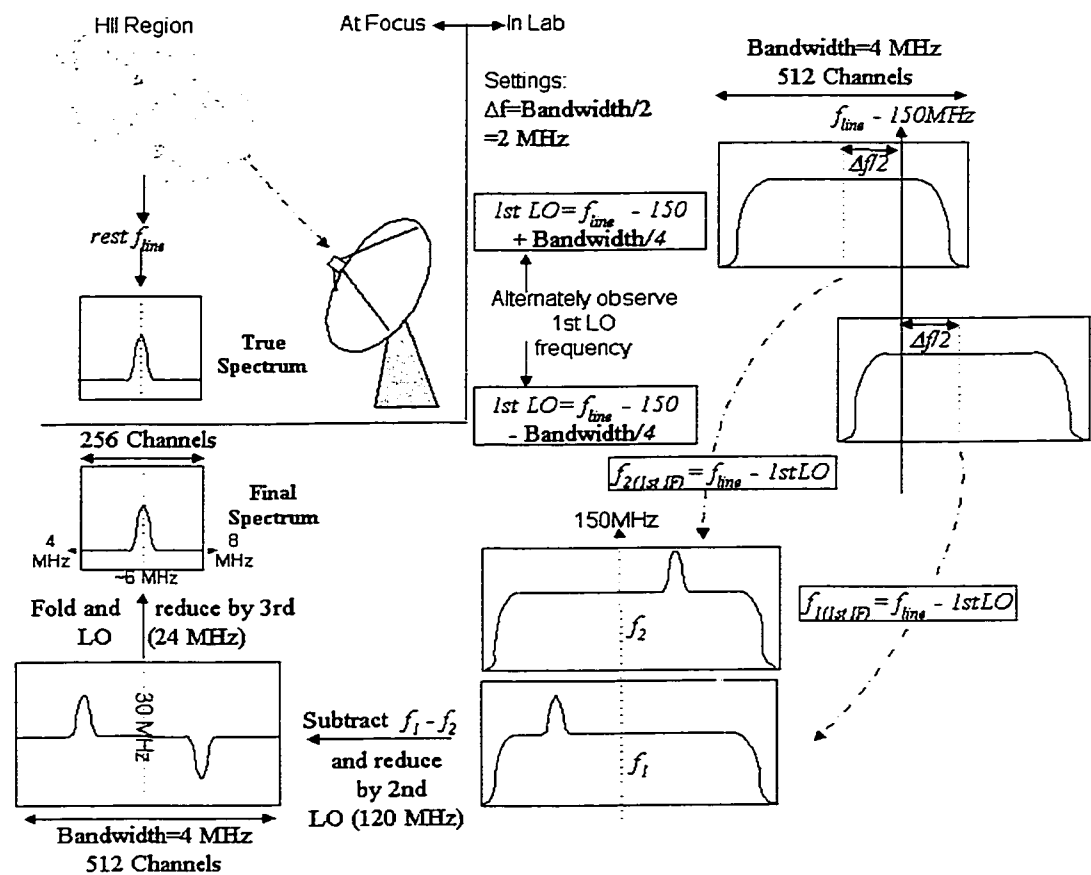 HII Region
At Focus
In Lab
Settings:
Δf=Bandwidth/2
=2 MHz
Bandwidth=4 MHz
512 Channels
f_line - 150MHz
Δf/2
1st LO=f_line - 150
+ Bandwidth/4
rest f_line
Alternately observe
1st LO
frequency
True
Spectrum
Δf/2
1st LO=f_line - 150
- Bandwidth/4
256 Channels
f_2(1st IF) = f_line - 1stLO
Final
Spectrum
150MHz
4
MHz
8
MHz
~6 MHz
f_1(1st IF) = f_line - 1stLO
Fold and reduce by 3rd
LO (24 MHz)
f_2
30 MHz
Subtract f_1 - f_2
and reduce
by 2nd
LO (120 MHz)
f_1
Bandwidth=4 MHz
512 Channels